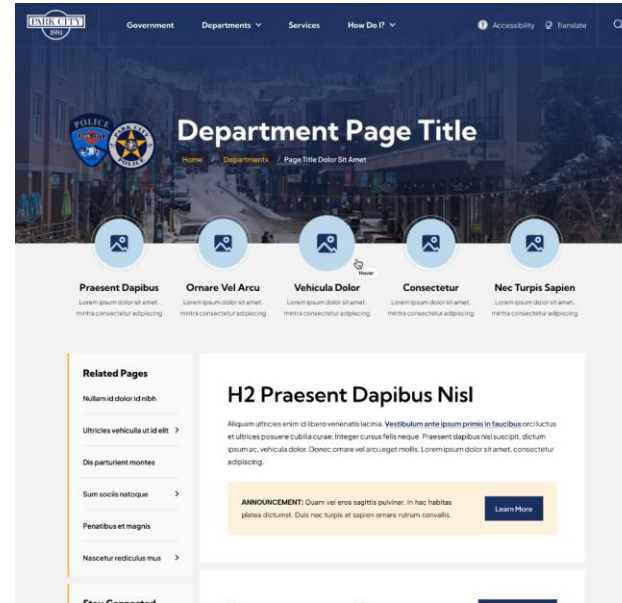 PARK CITY
1884
Government
Departments
Services
How Do I?
Accessibility
Translate
POLICE
PARK CITY
POLICE
Department Page Title
Home / Departments / Page Title Dolor Sit Amet
Hover
Praesent Dapibus
Lorem ipsum dolor sit amet,
mintra consectetur adipiscing
Ornare Vel Arcu
Lorem ipsum dolor sit amet,
mintra consectetur adipiscing
Vehicula Dolor
Lorem ipsum dolor sit amet,
mintra consectetur adipiscing
Consectetur
Lorem ipsum dolor sit amet,
mintra consectetur adipiscing
Nec Turpis Sapien
Lorem ipsum dolor sit amet,
mintra consectetur adipiscing
Related Pages
Nullam id dolor id nibh
Ultricies vehiculla ut id elit
Dis parturient montes
Sum sociis natoque
Penatibus et magnis
Nascetur rediculus mus
Stay Connected
H2 Praesent Dapibus Nisl
Aliquam ultricies enim id libero venenatis lacinia. Vestibulum ante ipsum primis in faucibus orci luctus
et ultrices posuere cubilia curae; Integer cursus felis neque. Praesent dapibus nisl suscipit, dictum
ipsum ac, vehicula dolor. Donec ornare vel arcu eget mollis. Lorem ipsum dolor sit amet, consectetur
adipiscing.
ANNOUNCEMENT: Quam vel eros sagittis pulvinar. In hac habitas
platea dictumst. Duis nec turpis et sapien ornare rutrum convallis.
Learn More